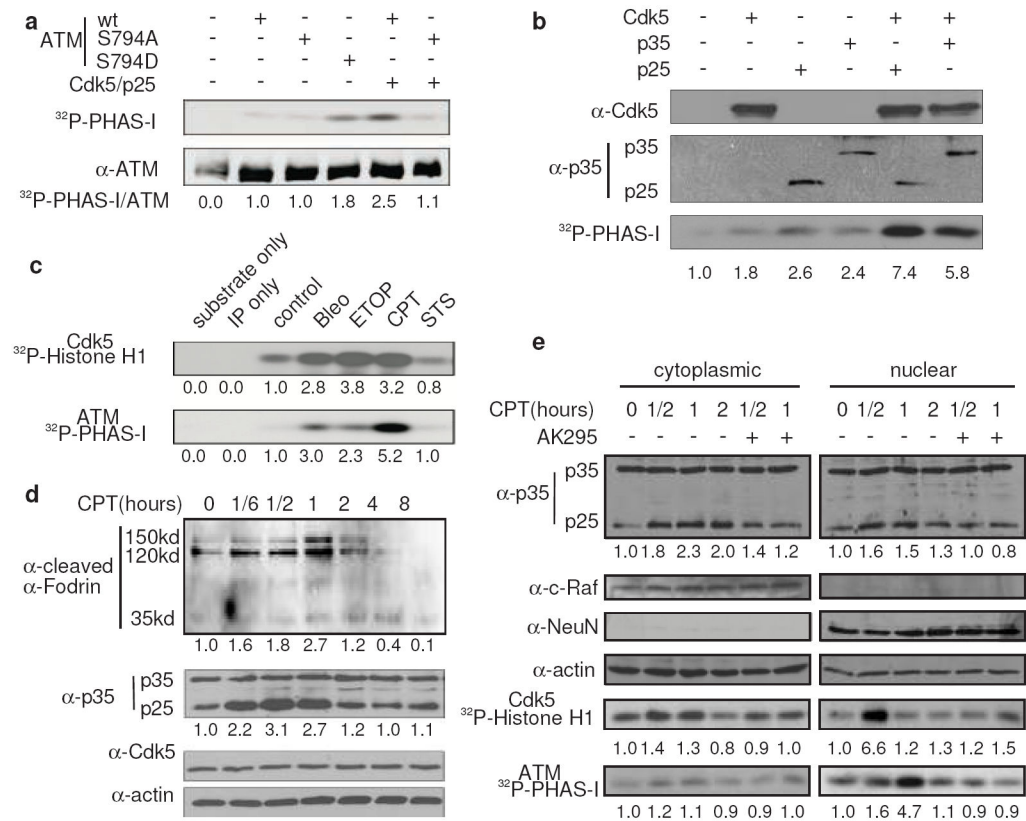 a
wt - + - - + -
ATM S794A - - + - - +
S794D - - - + - -
Cdk5/p25 - - - - + +
³²P-PHAS-I
α-ATM
³²P-PHAS-I/ATM 0.0 1.0 1.0 1.8 2.5 1.1
b
Cdk5 - + - - + +
p35 - - - + - +
p25 - - + - + -
α-Cdk5
α-p35 p35
p25
³²P-PHAS-I
1.0 1.8 2.6 2.4 7.4 5.8
c
substrate only IP only control Bleo ETOP CPT STS
Cdk5
³²P-Histone H1
0.0 0.0 1.0 2.8 3.8 3.2 0.8
ATM
³²P-PHAS-I
0.0 0.0 3.0 2.3 5.2 1.0
d
CPT(hours) 0 1/6 1/2 1 2 4 8
150kd
120kd
α-cleaved
α-Fodrin
35kd
1.0 1.6 1.8 2.7 1.2 0.4 0.1
α-p35 p35
p25
1.0 2.2 3.1 2.7 1.2 1.0 1.1
α-Cdk5
α-actin
e
cytoplasmic nuclear
CPT(hours) 0 1/2 1 2 1/2 1 0 1/2 1 2 1/2 1
AK295 - - - - + + - - - - + +
α-p35 p35
p25
1.0 1.8 2.3 2.0 1.4 1.2 1.0 1.6 1.5 1.3 1.0 0.8
α-c-Raf
α-NeuN
α-actin
Cdk5
³²P-Histone H1
1.0 1.4 1.3 0.8 0.9 1.0 1.0 6.6 1.2 1.3 1.2 1.5
ATM
³²P-PHAS-I
1.0 1.2 1.1 0.9 0.9 1.0 1.0 1.6 4.7 1.1 0.9 0.9